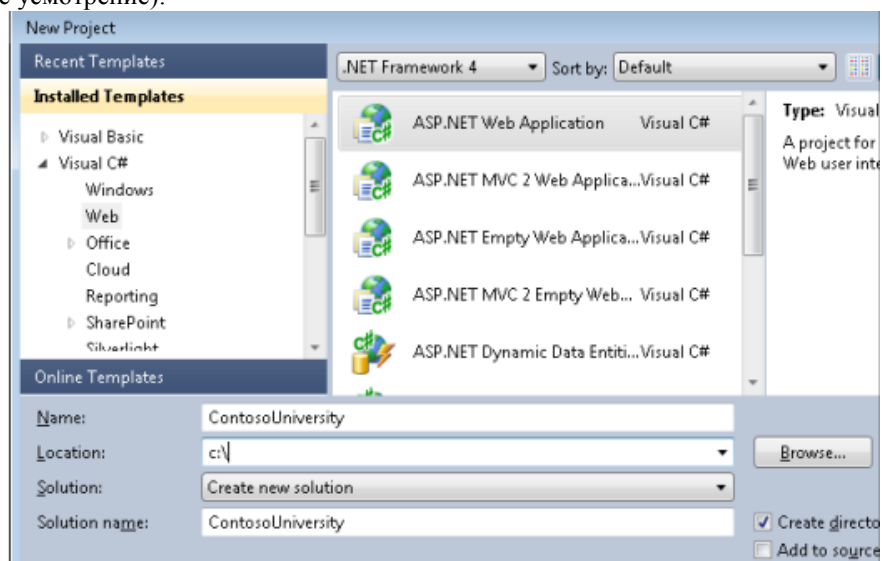 е усмотрение).
New Project
Recent Templates
.NET Framework 4
Sort by: Default
Installed Templates
Visual Basic
Visual C#
Windows
Web
Office
Cloud
Reporting
SharePoint
Silverlight
Online Templates
ASP.NET Web Application Visual C#
ASP.NET MVC 2 Web Applica...Visual C#
ASP.NET Empty Web Applica...Visual C#
ASP.NET MVC 2 Empty Web... Visual C#
ASP.NET Dynamic Data Entiti...Visual C#
Type: Visual
A project for
Web user inte
Name: ContosoUniversity
Location: c:\
Browse...
Solution: Create new solution
Solution name: ContosoUniversity
Create directo
Add to source